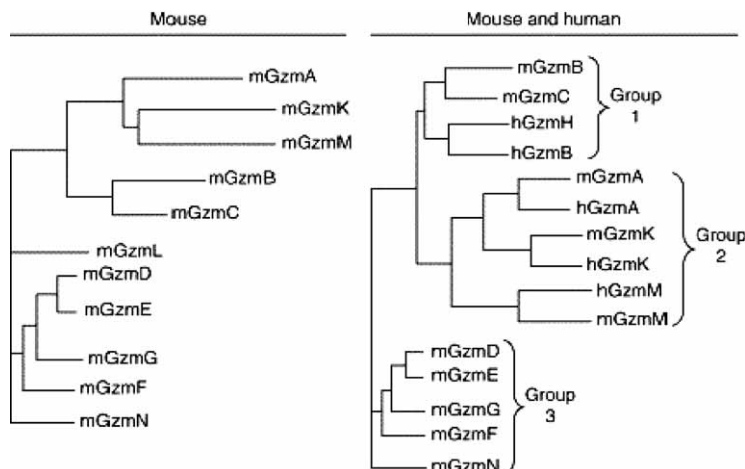 Mouse
mGzmA
mGzmK
mGzmM
mGzmB
mGzmC
mGzmL
mGzmD
mGzmE
mGzmG
mGzmF
mGzmN
Mouse and human
mGzmB
mGzmC
hGzmH
hGzmB
Group
1
mGzmA
hGzmA
mGzmK
hGzmK
hGzmM
mGzmM
Group
2
mGzmD
mGzmE
mGzmG
mGzmF
mGzmN
Group
3